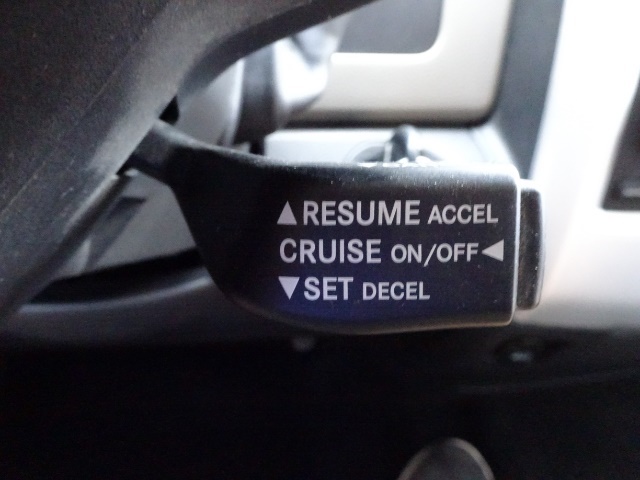 ▲RESUME ACCEL
CRUISE ON/OFF◀
▼SET DECEL